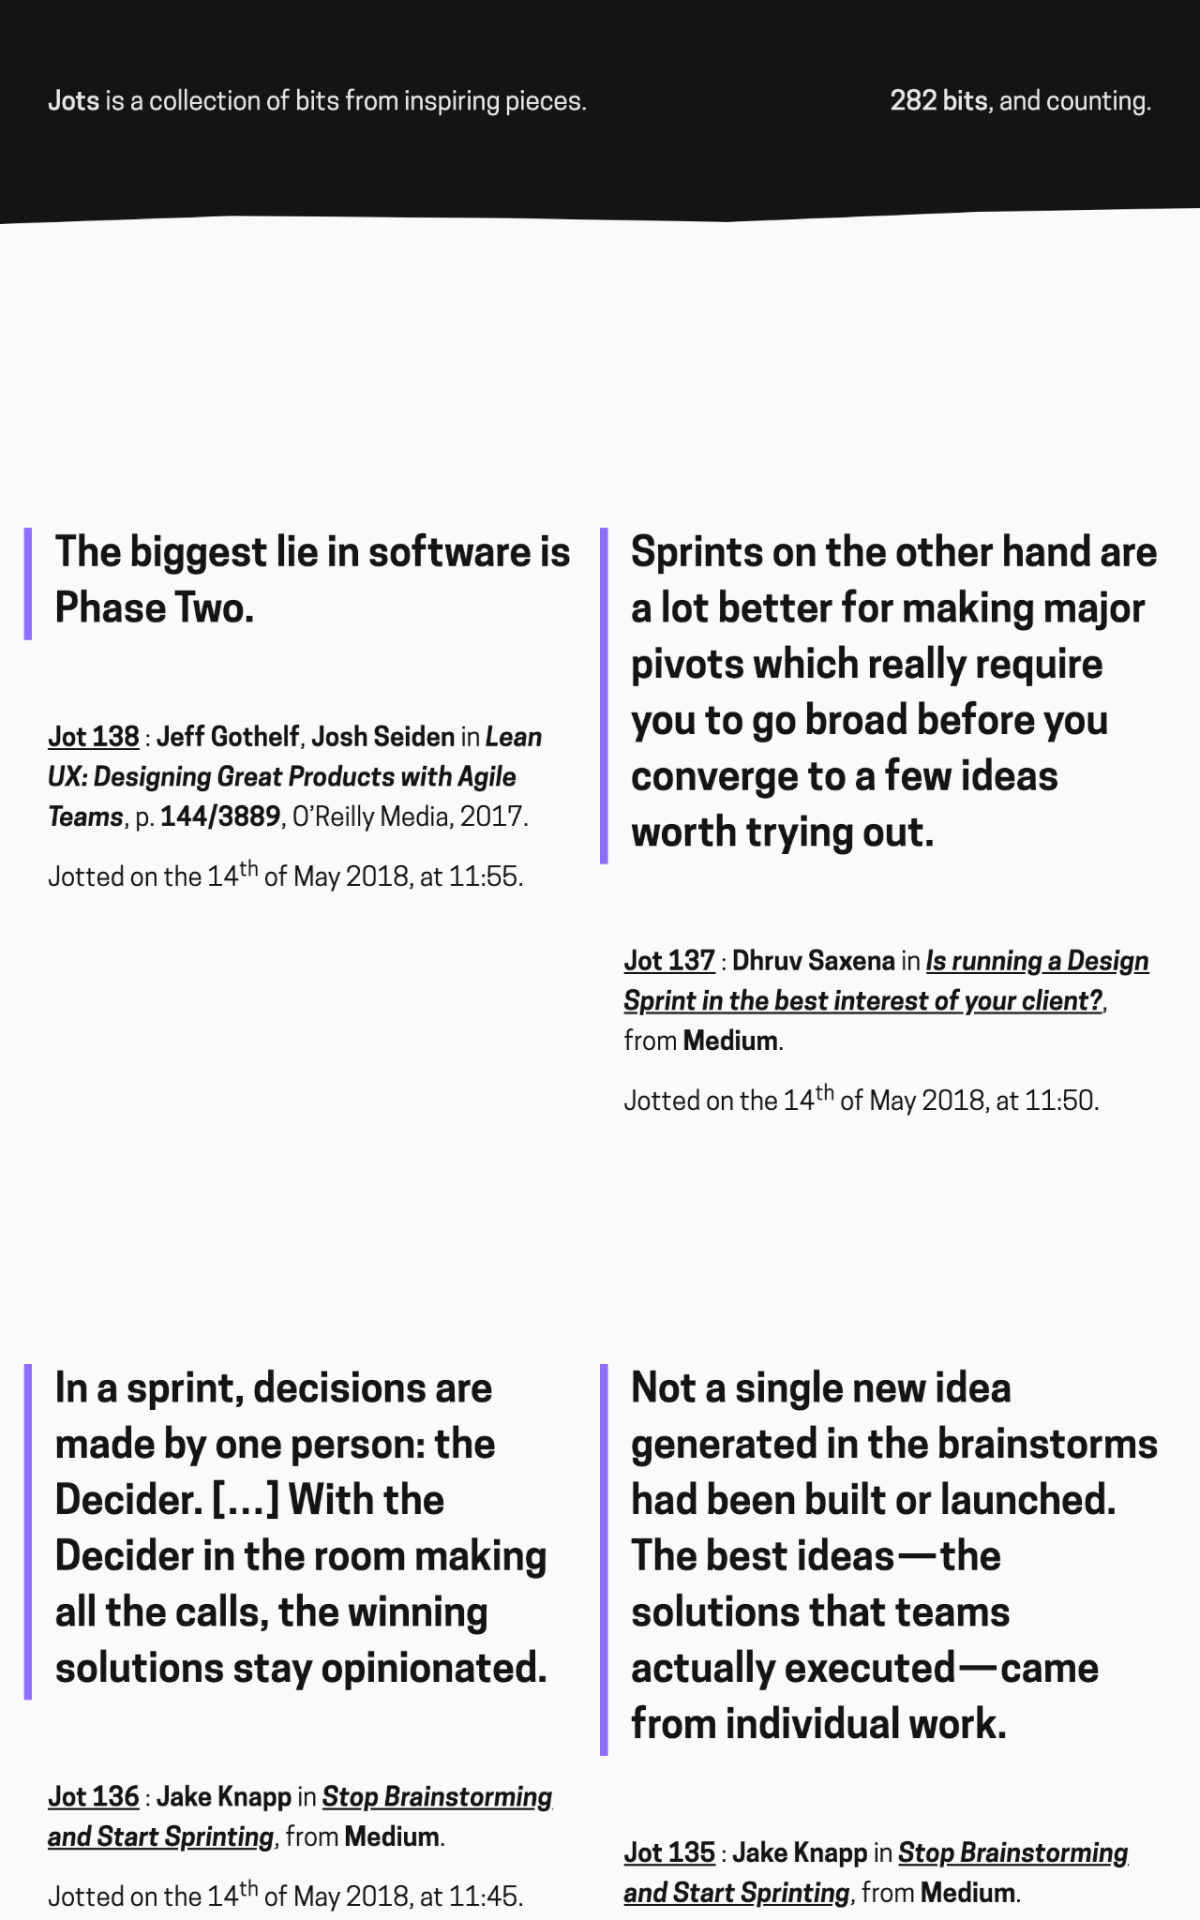 Jots is a collection of bits from inspiring pieces.
282 bits, and counting.
The biggest lie in software is
Phase Two.
Jot 138 : Jeff Gothelf, Josh Seiden in Lean
UX: Designing Great Products with Agile
Teams, p. 144/3889, O’Reilly Media, 2017.
Jotted on the 14th of May 2018, at 11:55.
Sprints on the other hand are
a lot better for making major
pivots which really require
you to go broad before you
converge to a few ideas
worth trying out.
Jot 137 : Dhruv Saxena in Is running a Design
Sprint in the best interest of your client?,
from Medium.
Jotted on the 14th of May 2018, at 11:50.
In a sprint, decisions are
made by one person: the
Decider. […] With the
Decider in the room making
all the calls, the winning
solutions stay opinionated.
Jot 136 : Jake Knapp in Stop Brainstorming
and Start Sprinting, from Medium.
Jotted on the 14th of May 2018, at 11:45.
Not a single new idea
generated in the brainstorms
had been built or launched.
The best ideas — the
solutions that teams
actually executed — came
from individual work.
Jot 135 : Jake Knapp in Stop Brainstorming
and Start Sprinting, from Medium.